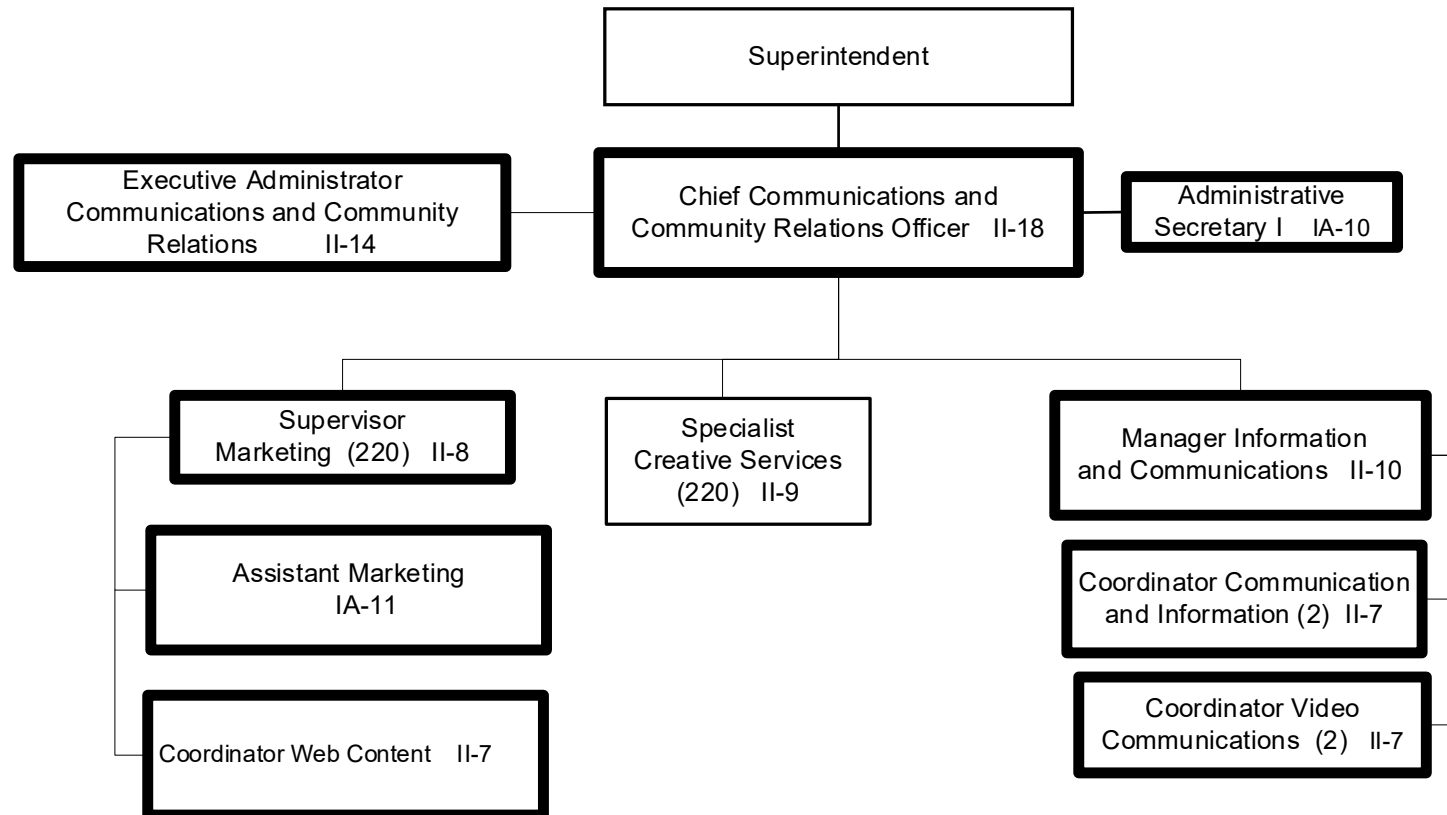 Superintendent
Executive Administrator
Communications and Community
Relations II-14
Chief Communications and
Community Relations Officer II-18
Administrative
Secretary I IA-10
Supervisor
Marketing (220) II-8
Specialist
Creative Services
(220) II-9
Manager Information
and Communications II-10
Assistant Marketing
IA-11
Coordinator Communication
and Information (2) II-7
Coordinator Web Content II-7
Coordinator Video
Communications (2) II-7